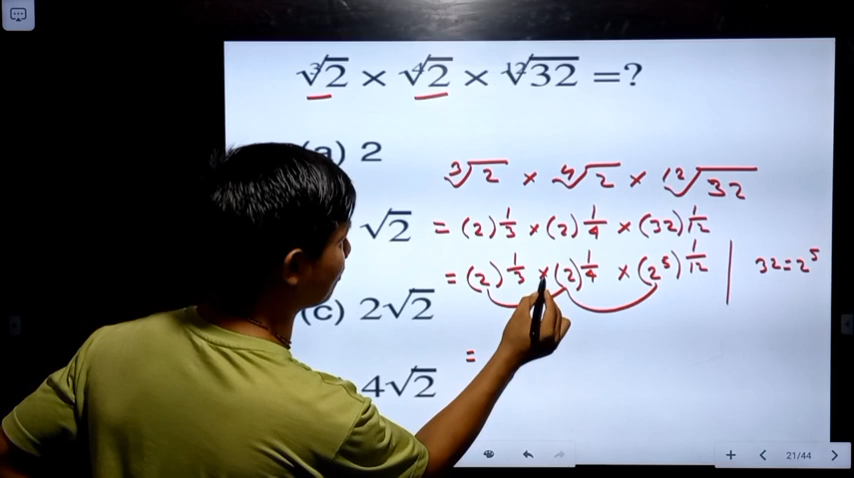 ∛2 × ∜2 × ¹²√32 =?
(a) 2
√2
(c) 2√2
4√2
∛2 × ∜2 × ¹²√32
= (2)^1/3 × (2)^1/4 × (32)^1/12
= (2)^1/3 × (2)^1/4 × (2^5)^1/12 | 32=2^5
=
21/44